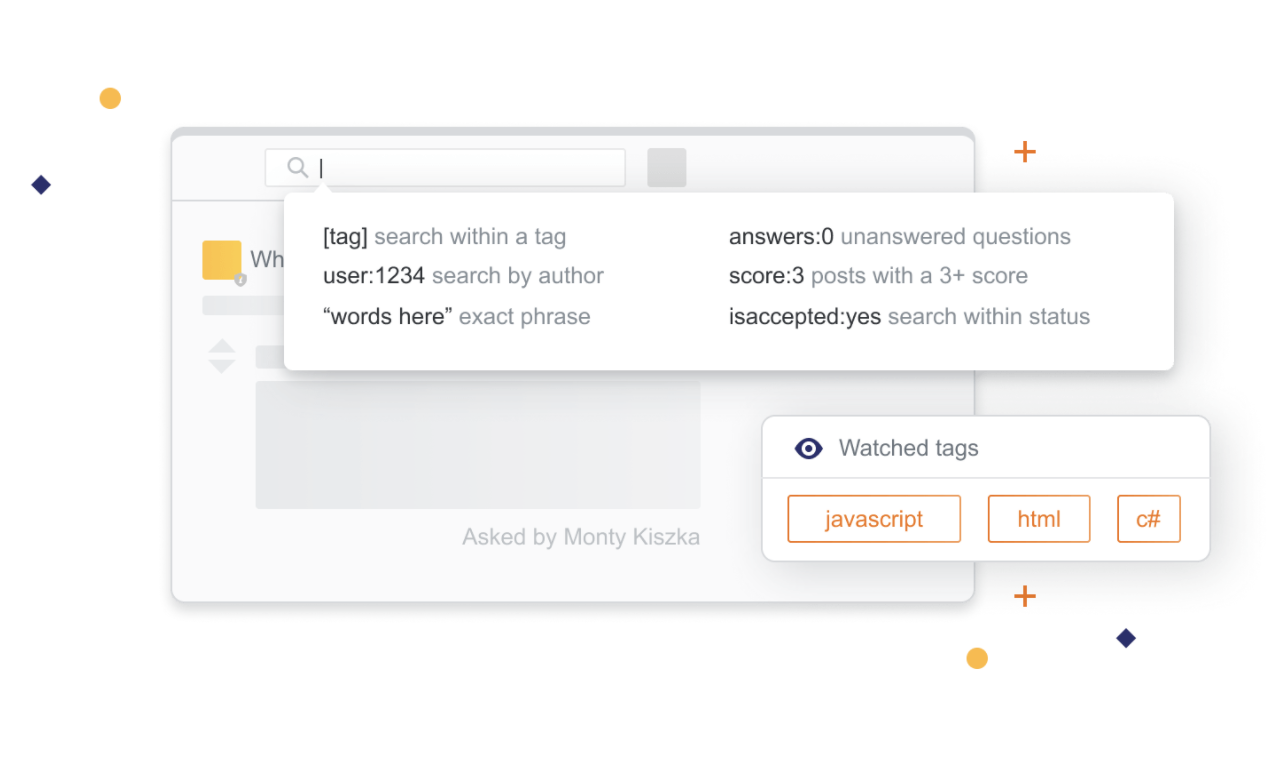 [tag] search within a tag
answers:0 unanswered questions
user:1234 search by author
score:3 posts with a 3+ score
“words here” exact phrase
isaccepted:yes search within status
Wh
Watched tags
javascript
html
c#
Asked by Monty Kiszka